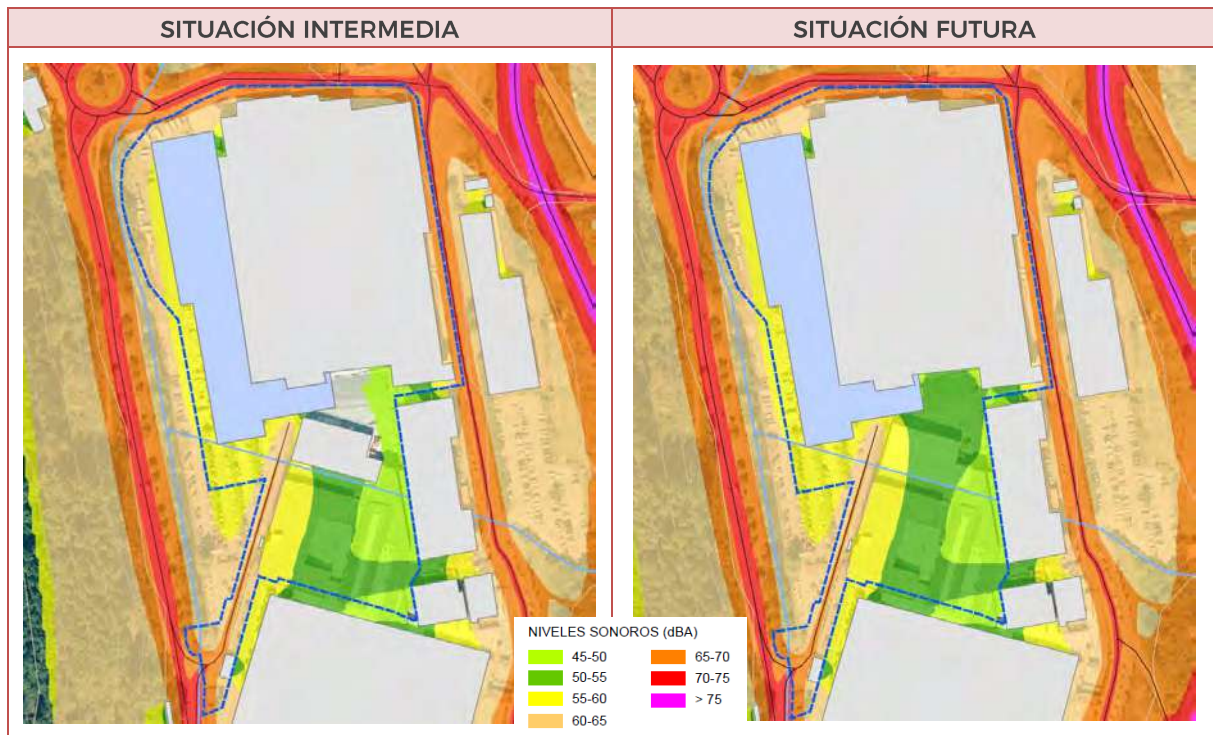 SITUACIÓN INTERMEDIA
SITUACIÓN FUTURA
NIVELES SONOROS (dBA)
45-50
50-55
55-60
60-65
65-70
70-75
> 75